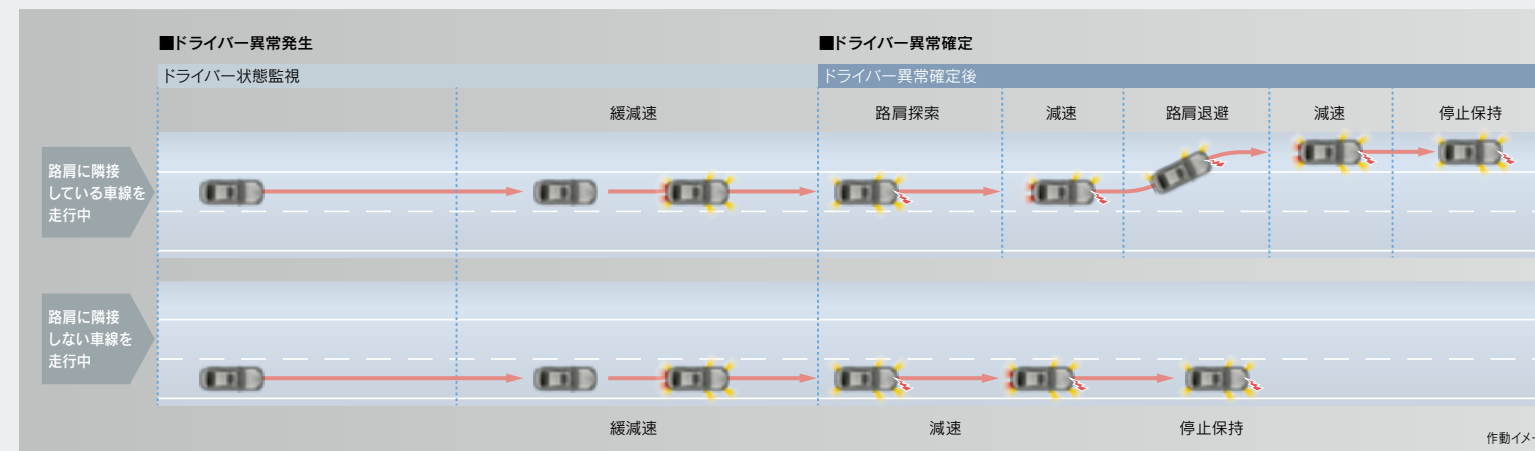 ■ドライバー異常発生
■ドライバー異常確定
ドライバー状態監視
ドライバー異常確定後
緩減速
路肩探索
減速
路肩退避
減速
停止保持
路肩に隣接
している車線を
走行中
路肩に隣接
しない車線を
走行中
緩減速
減速
停止保持
作動イメー